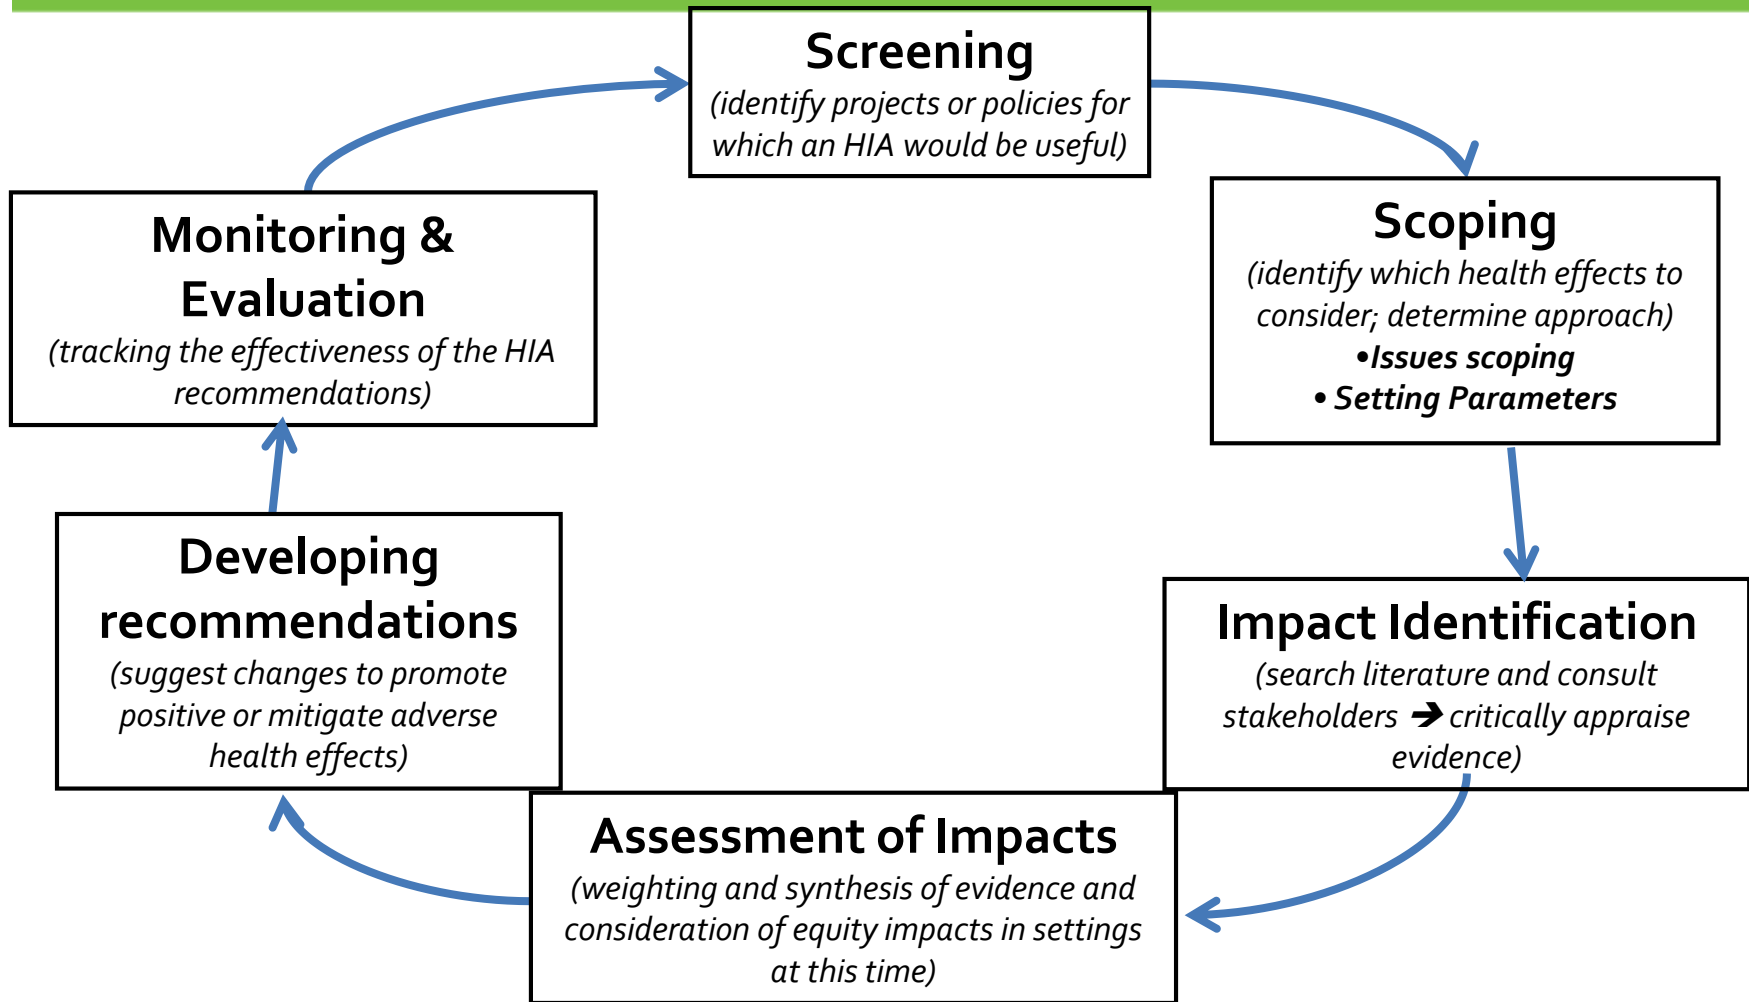 Screening
(identify projects or policies for
which an HIA would be useful)
Scoping
(identify which health effects to
consider; determine approach)
•Issues scoping
• Setting Parameters
Impact Identification
(search literature and consult
stakeholders ➔ critically appraise
evidence)
Assessment of Impacts
(weighting and synthesis of evidence and
consideration of equity impacts in settings
at this time)
Developing
recommendations
(suggest changes to promote
positive or mitigate adverse
health effects)
Monitoring &
Evaluation
(tracking the effectiveness of the HIA
recommendations)